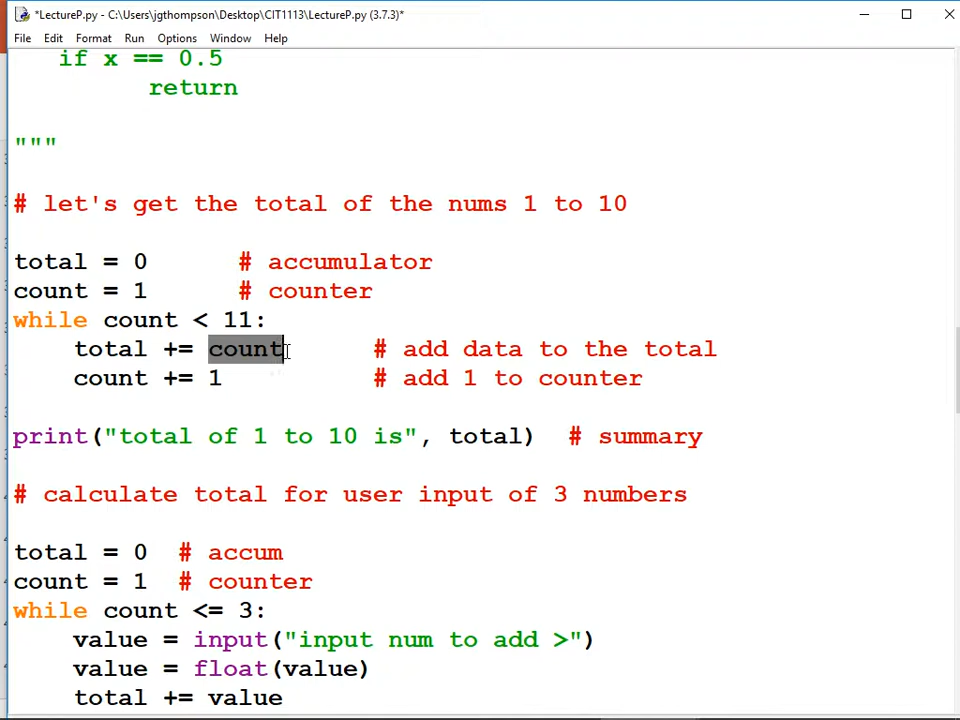 *LectureP.py - C:\Users\jgthompson\Desktop\CIT1113\LectureP.py (3.7.3)*
File Edit Format Run Options Window Help
if x == 0.5
return
"""
# let's get the total of the nums 1 to 10
total = 0 # accumulator
count = 1 # counter
while count < 11:
total += count # add data to the total
count += 1 # add 1 to counter
print("total of 1 to 10 is", total) # summary
# calculate total for user input of 3 numbers
total = 0 # accum
count = 1 # counter
while count <= 3:
value = input("input num to add >")
value = float(value)
total += value